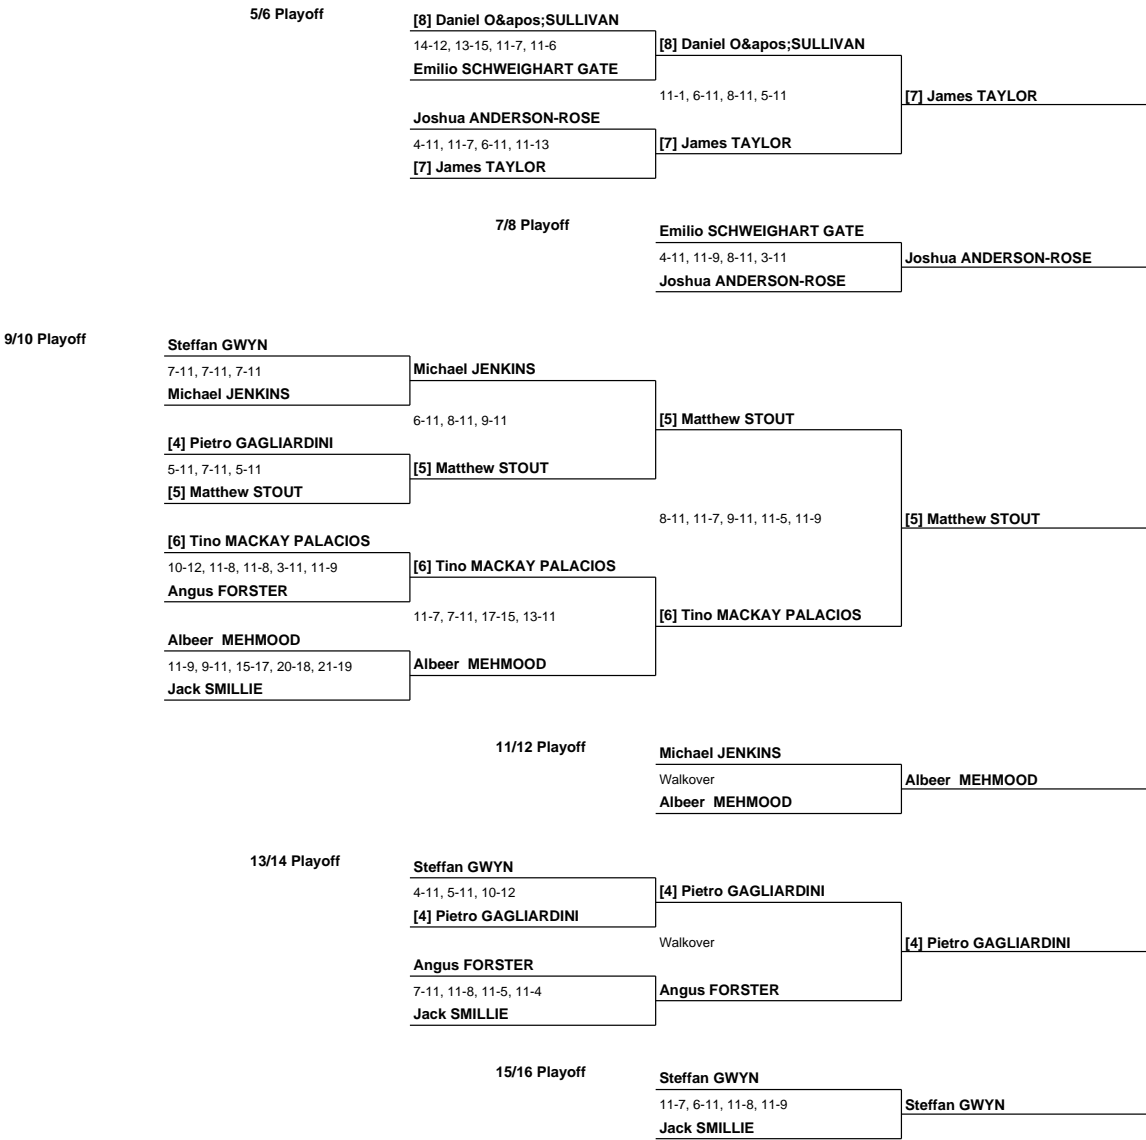 5/6 Playoff
[8] Daniel O&apos;SULLIVAN
14-12, 13-15, 11-7, 11-6
[8] Daniel O&apos;SULLIVAN
Emilio SCHWEIGHART GATE
11-1, 6-11, 8-11, 5-11
[7] James TAYLOR
Joshua ANDERSON-ROSE
4-11, 11-7, 6-11, 11-13
[7] James TAYLOR
[7] James TAYLOR
7/8 Playoff
Emilio SCHWEIGHART GATE
4-11, 11-9, 8-11, 3-11
Joshua ANDERSON-ROSE
Joshua ANDERSON-ROSE
9/10 Playoff
Steffan GWYN
7-11, 7-11, 7-11
Michael JENKINS
Michael JENKINS
6-11, 8-11, 9-11
[5] Matthew STOUT
[4] Pietro GAGLIARDINI
5-11, 7-11, 5-11
[5] Matthew STOUT
[5] Matthew STOUT
8-11, 11-7, 9-11, 11-5, 11-9
[5] Matthew STOUT
[6] Tino MACKAY PALACIOS
10-12, 11-8, 11-8, 3-11, 11-9
[6] Tino MACKAY PALACIOS
Angus FORSTER
11-7, 7-11, 17-15, 13-11
[6] Tino MACKAY PALACIOS
Albeer  MEHMOOD
11-9, 9-11, 15-17, 20-18, 21-19
Albeer  MEHMOOD
Jack SMILLIE
11/12 Playoff
Michael JENKINS
Walkover
Albeer  MEHMOOD
Albeer  MEHMOOD
13/14 Playoff
Steffan GWYN
4-11, 5-11, 10-12
[4] Pietro GAGLIARDINI
[4] Pietro GAGLIARDINI
Walkover
[4] Pietro GAGLIARDINI
Angus FORSTER
7-11, 11-8, 11-5, 11-4
Angus FORSTER
Jack SMILLIE
15/16 Playoff
Steffan GWYN
11-7, 6-11, 11-8, 11-9
Steffan GWYN
Jack SMILLIE